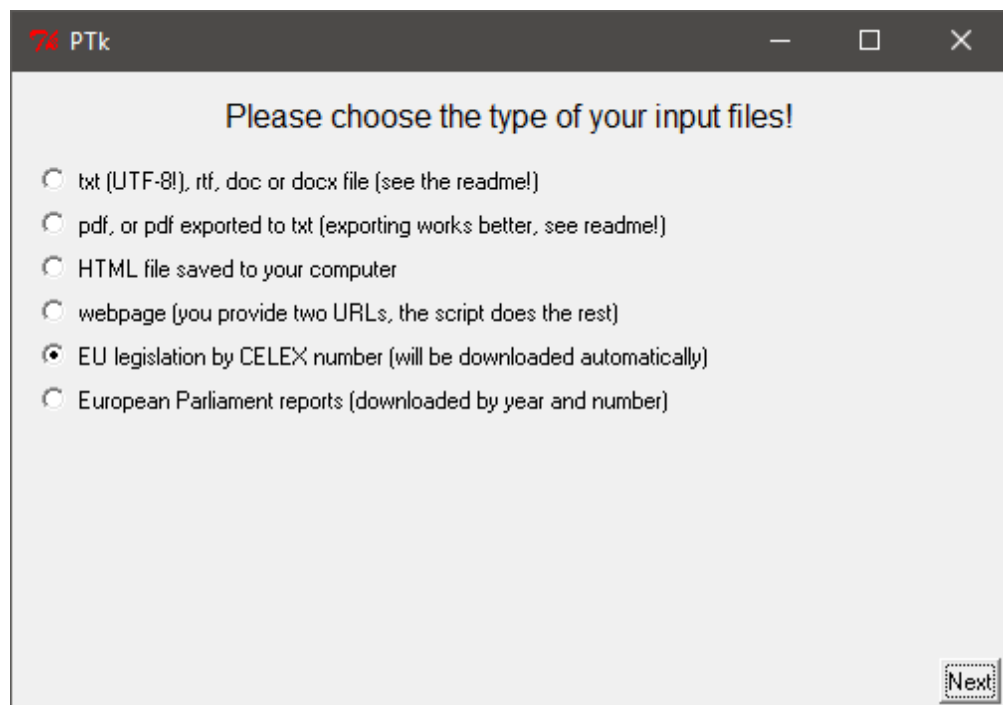 PTk
Please choose the type of your input files!
txt (UTF-8!), rtf, doc or docx file (see the readme!)
pdf, or pdf exported to txt (exporting works better, see readme!)
HTML file saved to your computer
webpage (you provide two URLs, the script does the rest)
EU legislation by CELEX number (will be downloaded automatically)
European Parliament reports (downloaded by year and number)
Next